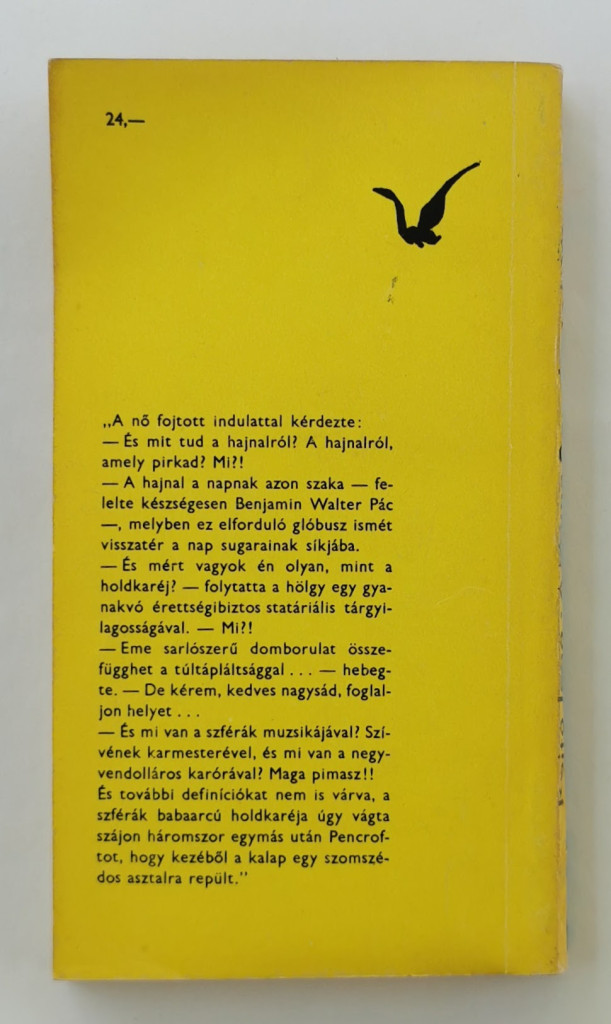 24,—
„A nő fojtott indulattal kérdezte:
— És mit tud a hajnalról? A hajnalról,
amely pirkad? Mi?!
— A hajnal a napnak azon szaka — fe-
lelte készségesen Benjamin Walter Pác
—, melyben ez elforduló glóbusz ismét
visszatér a nap sugarainak síkjába.
— És mért vagyok én olyan, mint a
holdkaréj? — folytatta a hölgy egy gya-
nakvó érettségibiztos statáriális tárgyi-
lagosságával. — Mi?!
— Eme sarlószerű domborulat össze-
függhet a túltápláltsággal . . . — hebeg-
te. — De kérem, kedves nagysád, foglal-
jon helyet . . .
— És mi van a szférák muzsikájával? Szí-
vének karmesterével, és mi van a negy-
vendolláros karórával? Maga pimasz!!
És további definíciókat nem is várva, a
szférák babaarcú holdkaréja úgy vágta
szájon háromszor egymás után Pencrof-
tot, hogy kezéből a kalap egy szomszé-
dos asztalra repült.”